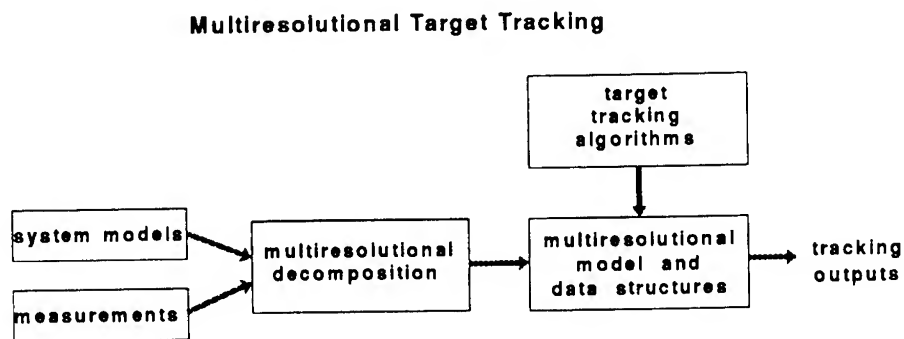 Multiresolutional Target Tracking
target
tracking
algorithms
system models
measurements
multiresolutional
decomposition
multiresolutional
model and
data structures
tracking
outputs